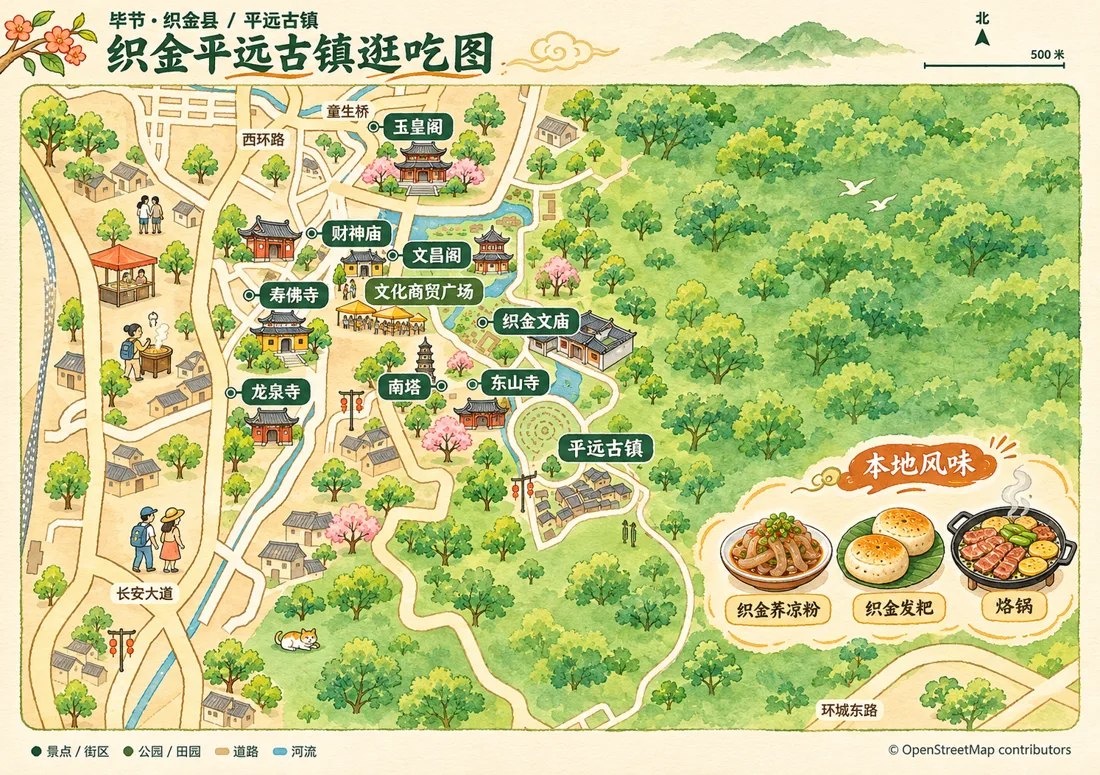 毕节·织金县 / 平远古镇
织金平远古镇逛吃图
北
500 米
童生桥
玉皇阁
西环路
财神庙
文昌阁
寿佛寺
文化商贸广场
织金文庙
龙泉寺
南塔
东山寺
平远古镇
本地风味
织金荞凉粉
织金发粑
烙锅
长安大道
环城东路
景点 / 街区
公园 / 田园
道路
河流
© OpenStreetMap contributors